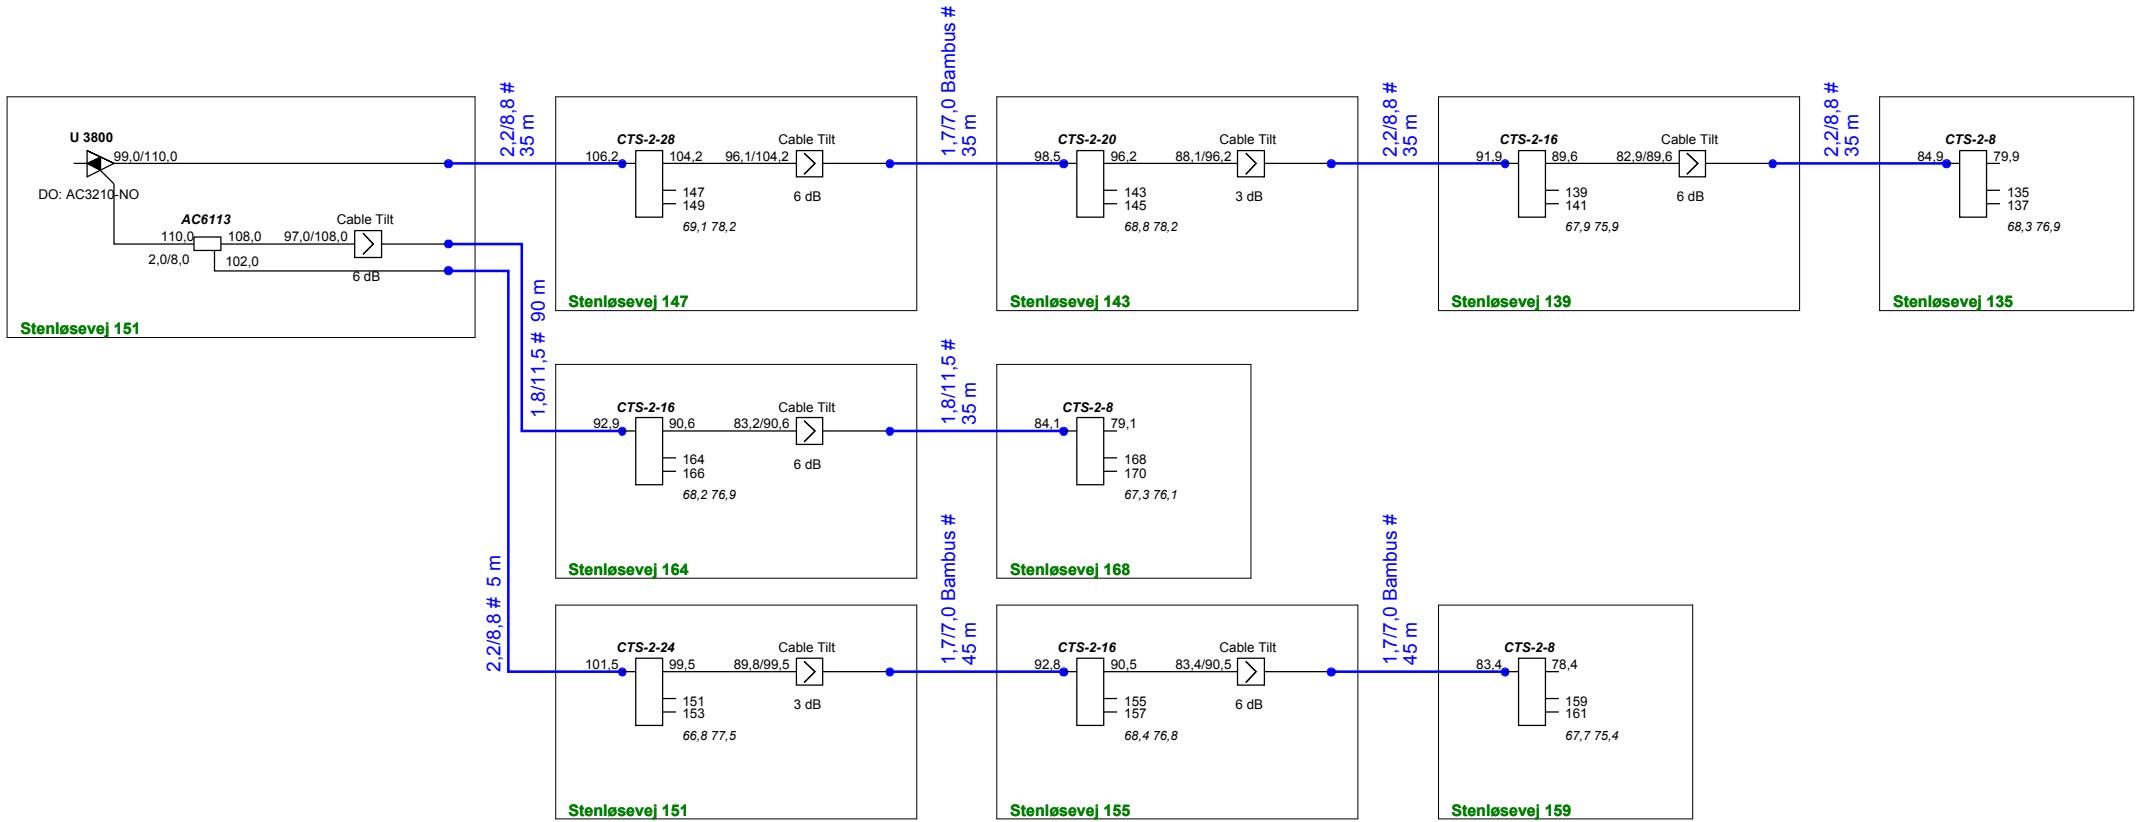 U 3800
99,0/110,0
DO: AC3210-NO
AC6113
110,0
108,0
2,0/8,0
102,0
Cable Tilt
97,0/108,0
6 dB
Stenløsevej 151
2,2/8,8 #
35 m
CTS-2-28
106,2
104,2
147
149
69,1 78,2
Cable Tilt
96,1/104,2
6 dB
Stenløsevej 147
1,7/7,0 Bambus #
35 m
CTS-2-20
98,5
96,2
143
145
68,8 78,2
Cable Tilt
88,1/96,2
3 dB
Stenløsevej 143
2,2/8,8 #
35 m
CTS-2-16
91,9
89,6
139
141
67,9 75,9
Cable Tilt
82,9/89,6
6 dB
Stenløsevej 139
2,2/8,8 #
35 m
CTS-2-8
84,9
79,9
135
137
68,3 76,9
Stenløsevej 135
1,8/11,5 # 90 m
CTS-2-16
92,9
90,6
164
166
68,2 76,9
Cable Tilt
83,2/90,6
6 dB
Stenløsevej 164
1,8/11,5 #
35 m
CTS-2-8
84,1
79,1
168
170
67,3 76,1
Stenløsevej 168
2,2/8,8 # 5 m
CTS-2-24
101,5
99,5
151
153
66,8 77,5
Cable Tilt
89,8/99,5
3 dB
Stenløsevej 151
1,7/7,0 Bambus #
45 m
CTS-2-16
92,8
90,5
155
157
68,4 76,8
Cable Tilt
83,4/90,5
6 dB
Stenløsevej 155
1,7/7,0 Bambus #
45 m
CTS-2-8
83,4
78,4
159
161
67,7 75,4
Stenløsevej 159